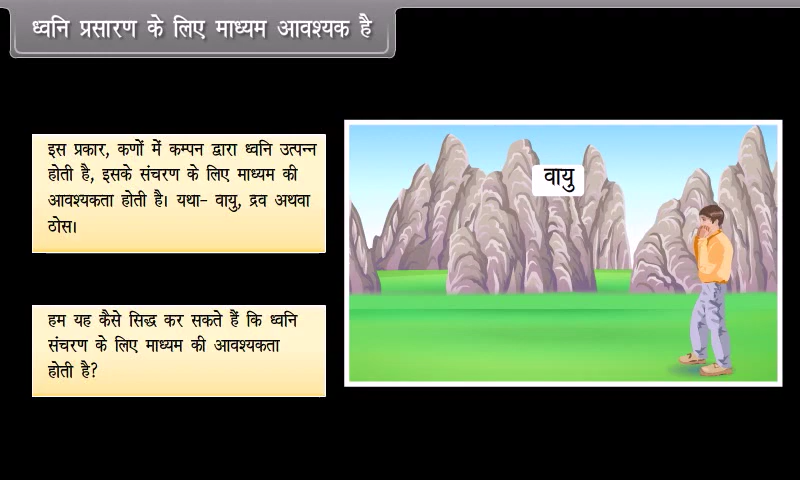 ध्वनि प्रसारण के लिए माध्यम आवश्यक है
इस प्रकार, कणों में कम्पन द्वारा ध्वनि उत्पन्न
होती है, इसके संचरण के लिए माध्यम की
आवश्यकता होती है। यथा- वायु, द्रव अथवा
ठोस।
वायु
हम यह कैसे सिद्ध कर सकते हैं कि ध्वनि
संचरण के लिए माध्यम की आवश्यकता
होती है?